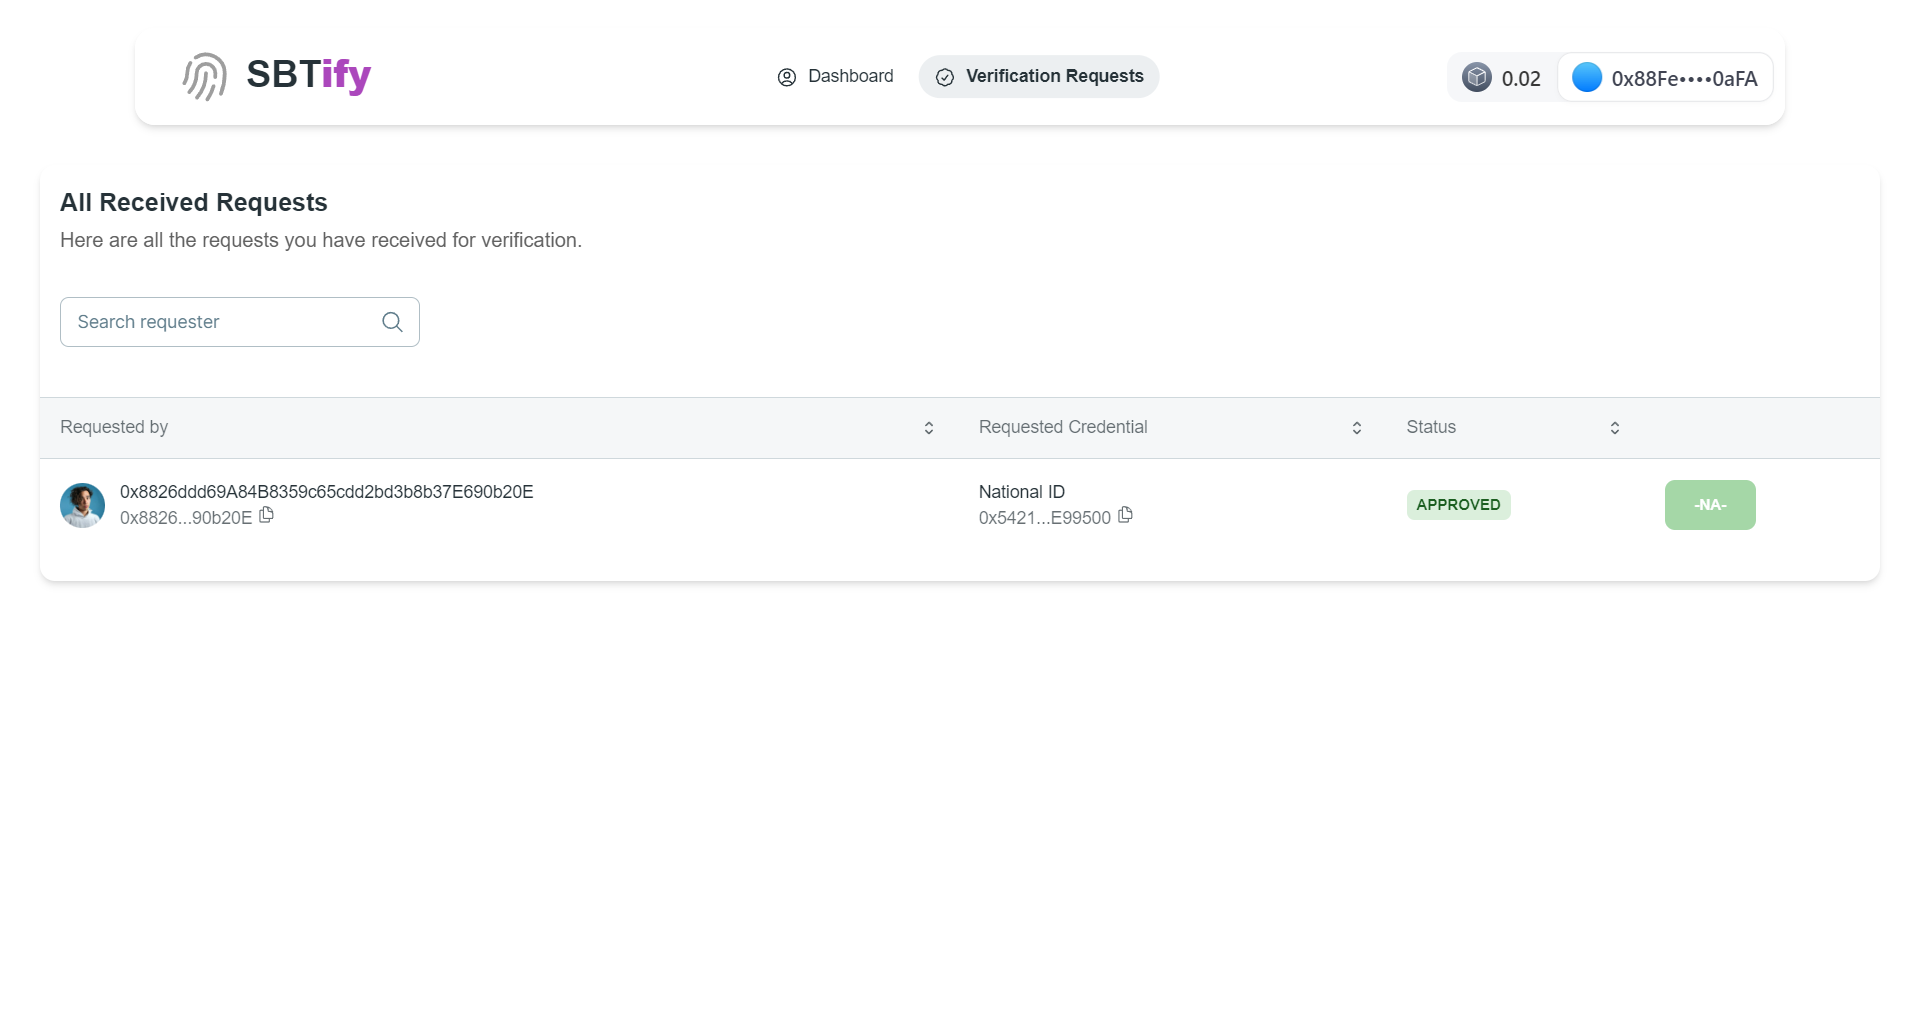 SBTify
Dashboard
Verification Requests
0.02
0x88Fe••••0aFA
All Received Requests
Here are all the requests you have received for verification.
Search requester
Requested by
Requested Credential
Status
0x8826ddd69A84B8359c65cdd2bd3b8b37E690b20E
0x8826...90b20E
National ID
0x5421...E99500
APPROVED
-NA-